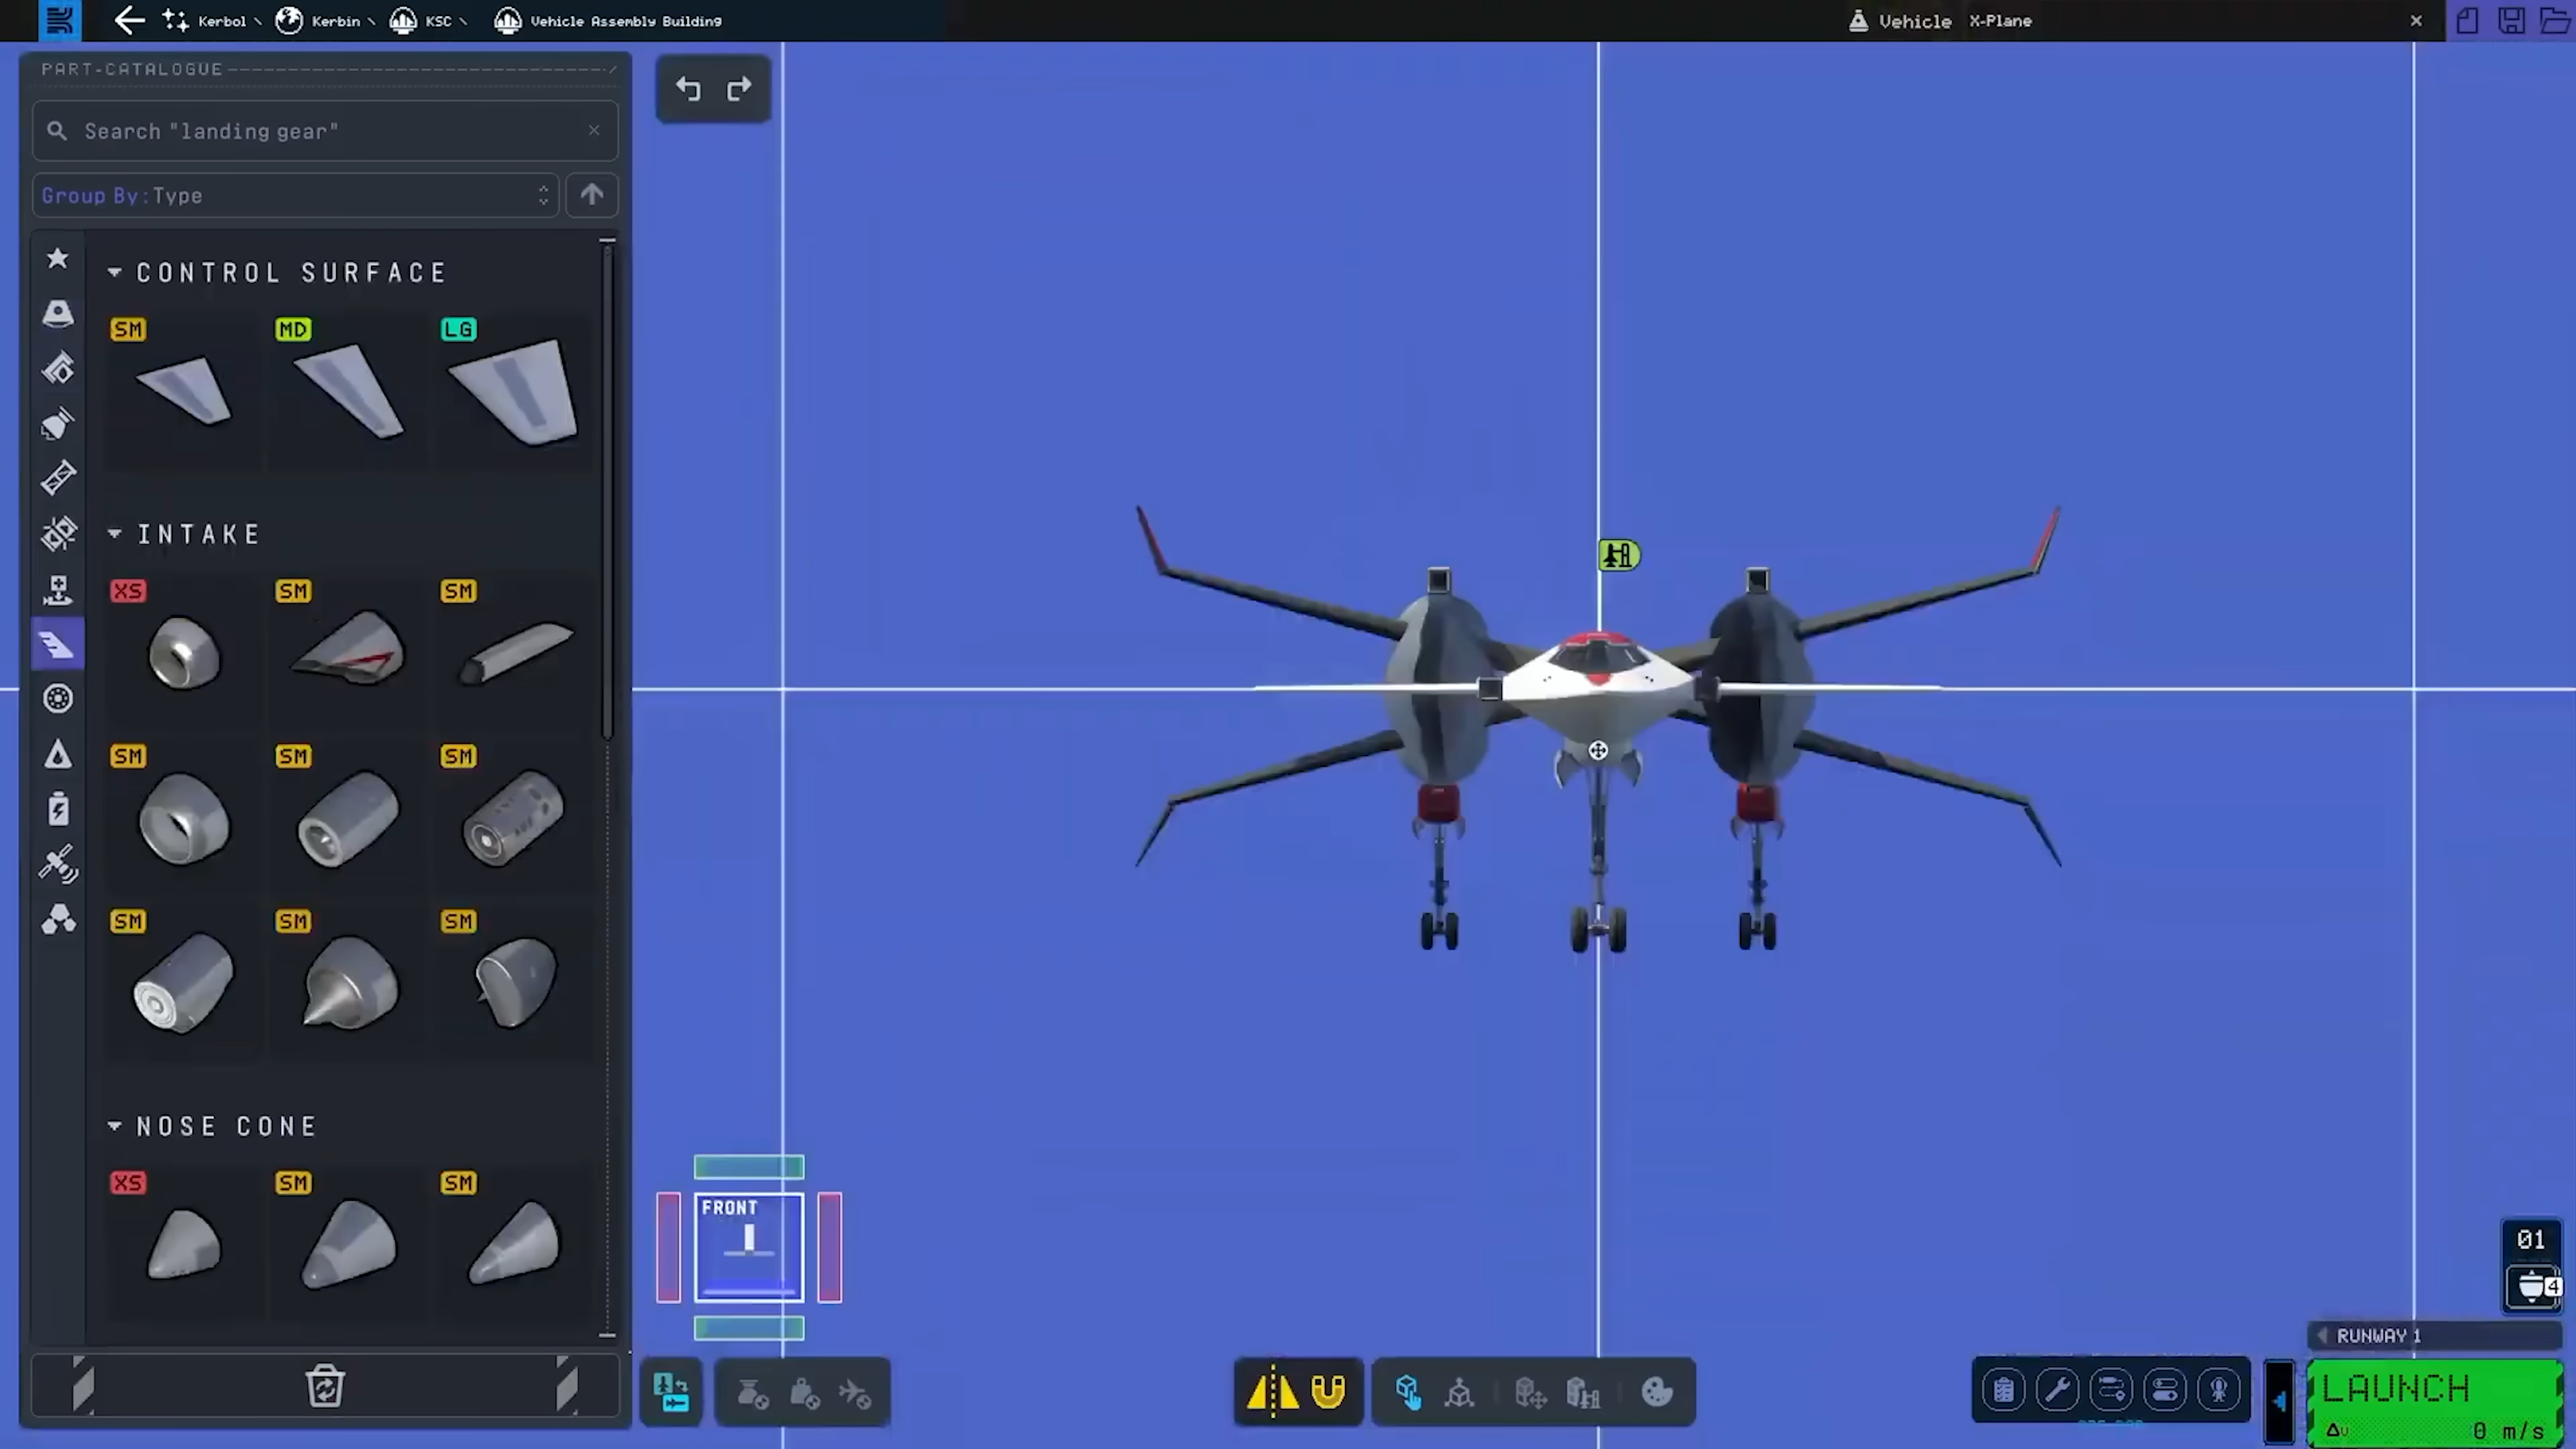 Kerbol
Kerbin
KSC
Vehicle Assembly Building
Vehicle X-Plane
PART-CATALOGUE
Search "landing gear"
Group By: Type
CONTROL SURFACE
SM MD LG
INTAKE
XS SM SM
SM SM SM
SM SM SM
NOSE CONE
XS SM SM
FRONT
01
4
RUNWAY 1
LAUNCH
Δv 0 m/s